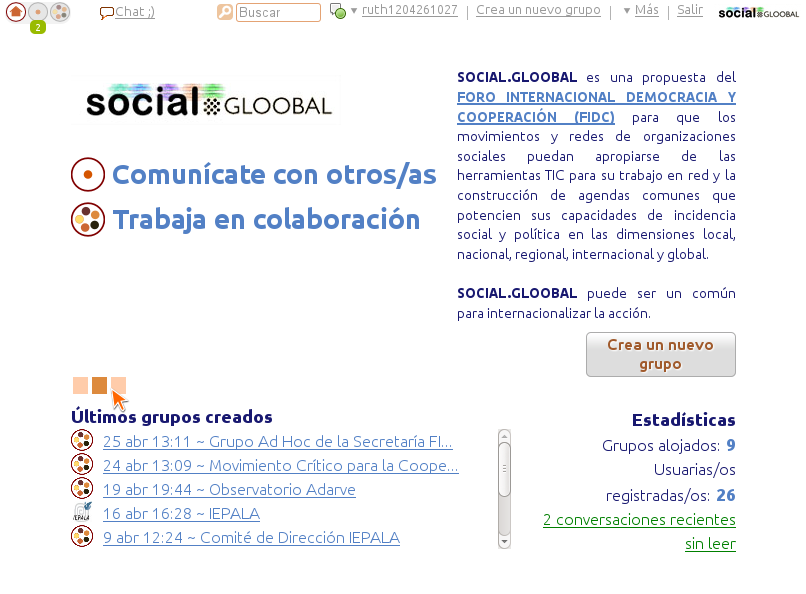 Chat ;)
Buscar
ruth1204261027 | Crea un nuevo grupo | Más | Salir
social GLOOBAL
2
social GLOOBAL
Comunícate con otros/as
Trabaja en colaboración
SOCIAL.GLOOBAL es una propuesta del
FORO INTERNACIONAL DEMOCRACIA Y
COOPERACIÓN (FIDC) para que los
movimientos y redes de organizaciones
sociales puedan apropiarse de las
herramientas TIC para su trabajo en red y la
construcción de agendas comunes que
potencien sus capacidades de incidencia
social y política en las dimensiones local,
nacional, regional, internacional y global.
SOCIAL.GLOOBAL puede ser un común
para internacionalizar la acción.
Crea un nuevo
grupo
Últimos grupos creados
25 abr 13:11 ~ Grupo Ad Hoc de la Secretaría FI...
24 abr 13:09 ~ Movimiento Crítico para la Coope...
19 abr 19:44 ~ Observatorio Adarve
IEPALA
16 abr 16:28 ~ IEPALA
9 abr 12:24 ~ Comité de Dirección IEPALA
Estadísticas
Grupos alojados: 9
Usuarias/os
registradas/os: 26
2 conversaciones recientes
sin leer